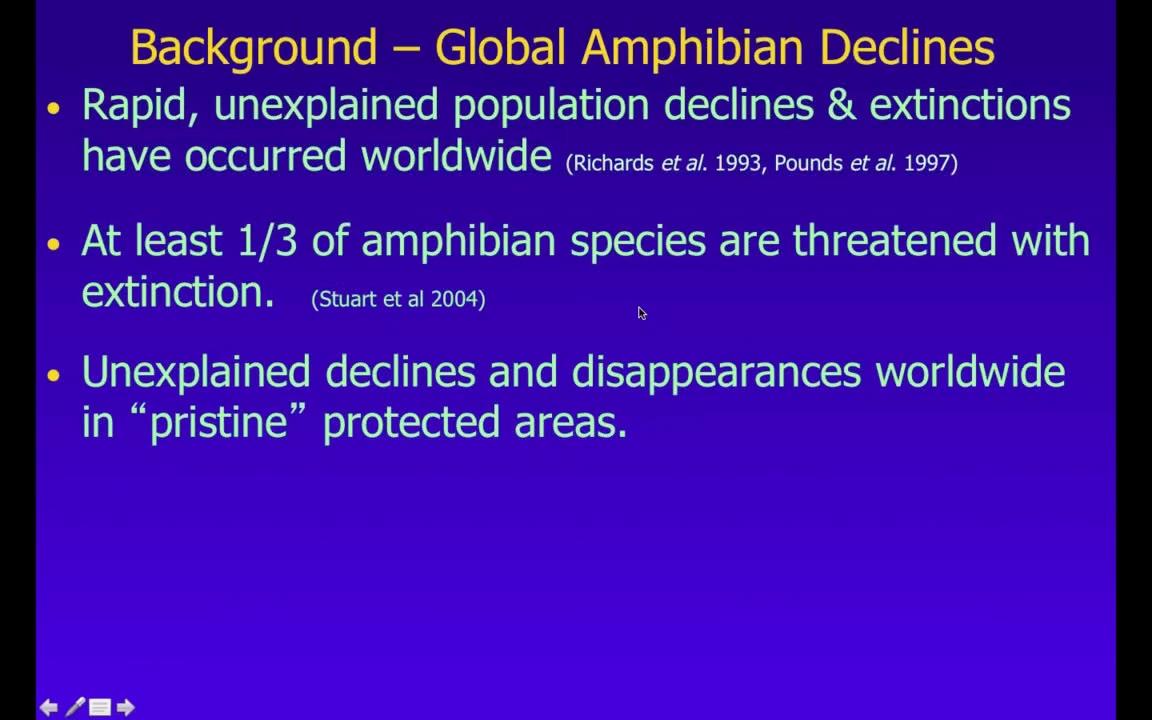 Background – Global Amphibian Declines
• Rapid, unexplained population declines & extinctions
have occurred worldwide (Richards et al. 1993, Pounds et al. 1997)
• At least 1/3 of amphibian species are threatened with
extinction. (Stuart et al 2004)
• Unexplained declines and disappearances worldwide
in “pristine” protected areas.